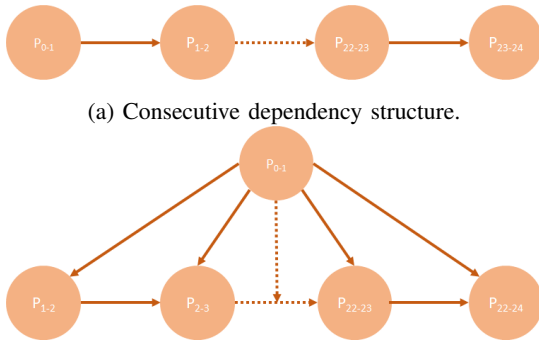 P0-1 P1-2 P22-23 P23-24
(a) Consecutive dependency structure.
P0-1
P1-2 P2-3 P22-23 P22-24